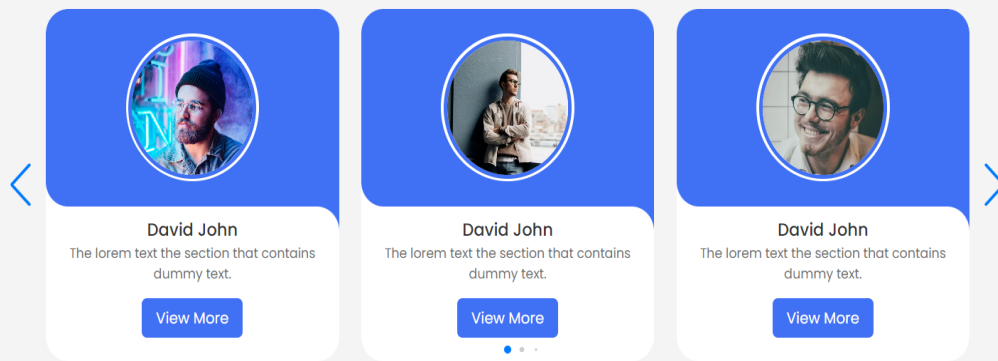 David John
The lorem text the section that contains
dummy text.
View More
David John
The lorem text the section that contains
dummy text.
View More
David John
The lorem text the section that contains
dummy text.
View More